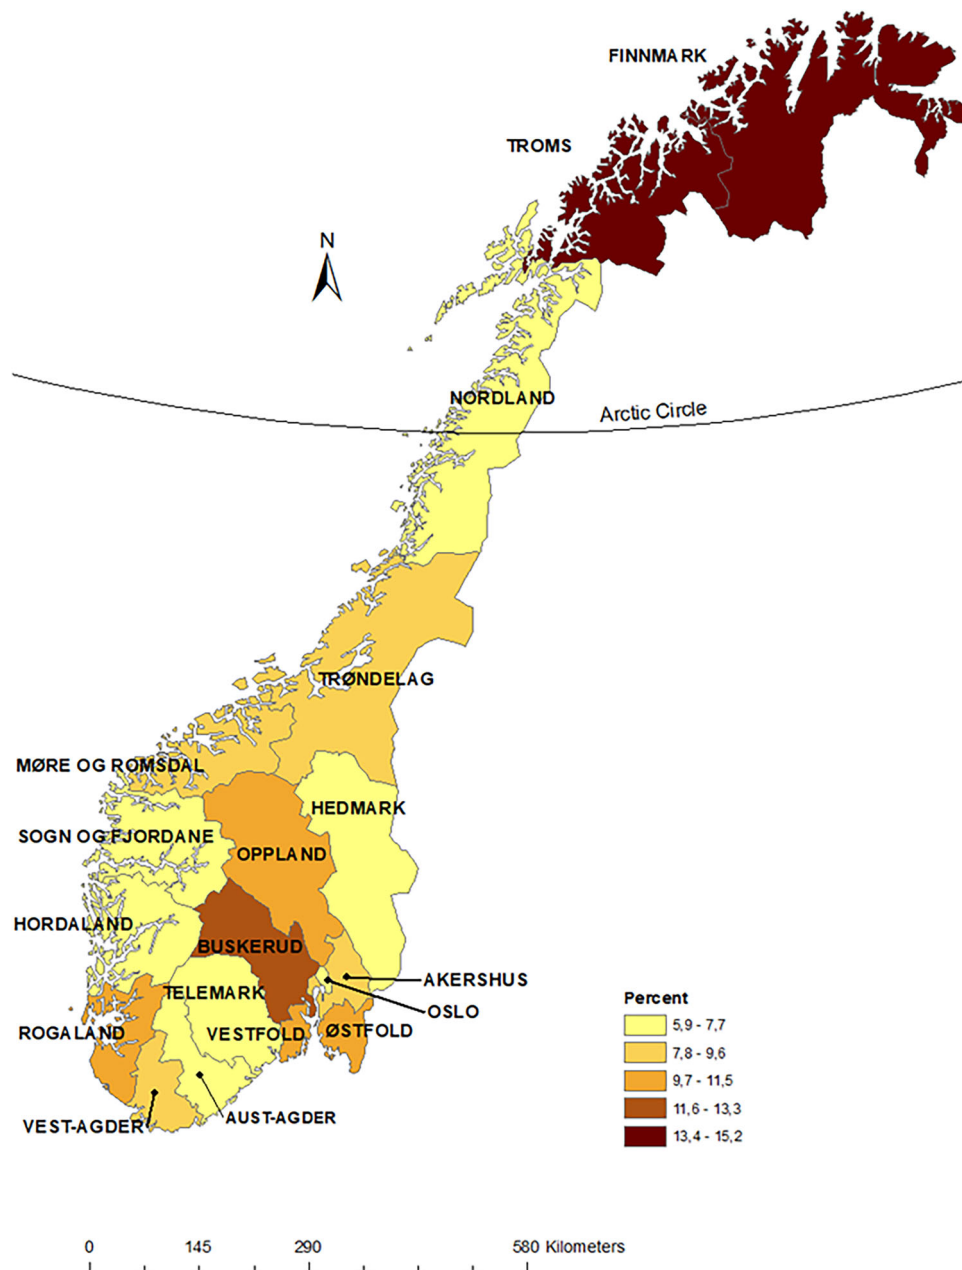 FINNMARK
TROMS
N
NORDLAND
Arctic Circle
TRØNDELAG
MØRE OG ROMSDAL
HEDMARK
SOGN OG FJORDANE
OPPLAND
HORDALAND
BUSKERUD
AKERSHUS
TELEMARK
OSLO
ROGALAND
VESTFOLD
ØSTFOLD
AUST-AGDER
VEST-AGDER
Percent
5,9 - 7,7
7,8 - 9,6
9,7 - 11,5
11,6 - 13,3
13,4 - 15,2
0 145 290 580 Kilometers